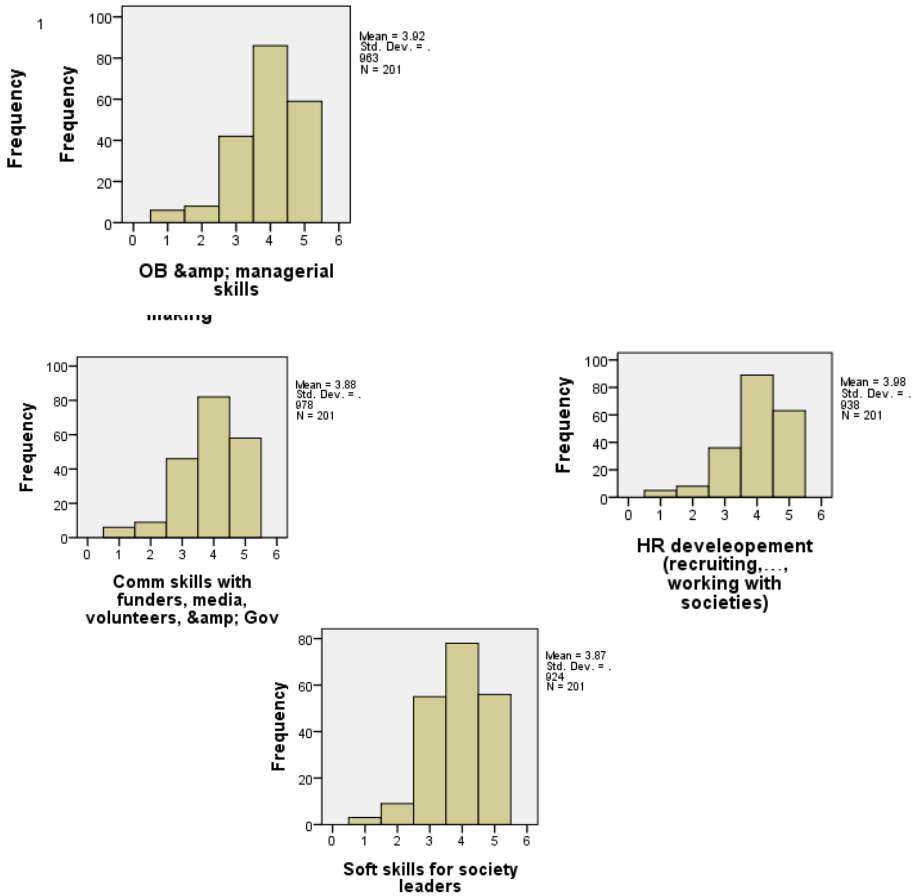 1
Frequency
Frequency
100
80
60
40
20
0
0 1 2 3 4 5 6
Mean = 3.92
Std. Dev. = .
963
N = 201
OB &amp; managerial
skills
making
Frequency
100
80
60
40
20
0
0 1 2 3 4 5 6
Mean = 3.88
Std. Dev. = .
978
N = 201
Comm skills with
funders, media,
volunteers, &amp; Gov
Frequency
100
80
60
40
20
0
0 1 2 3 4 5 6
Mean = 3.98
Std. Dev. = .
938
N = 201
HR develeopement
(recruiting,...,
working with
societies)
Frequency
80
60
40
20
0
0 1 2 3 4 5 6
Mean = 3.87
Std. Dev. = .
924
N = 201
Soft skills for society
leaders